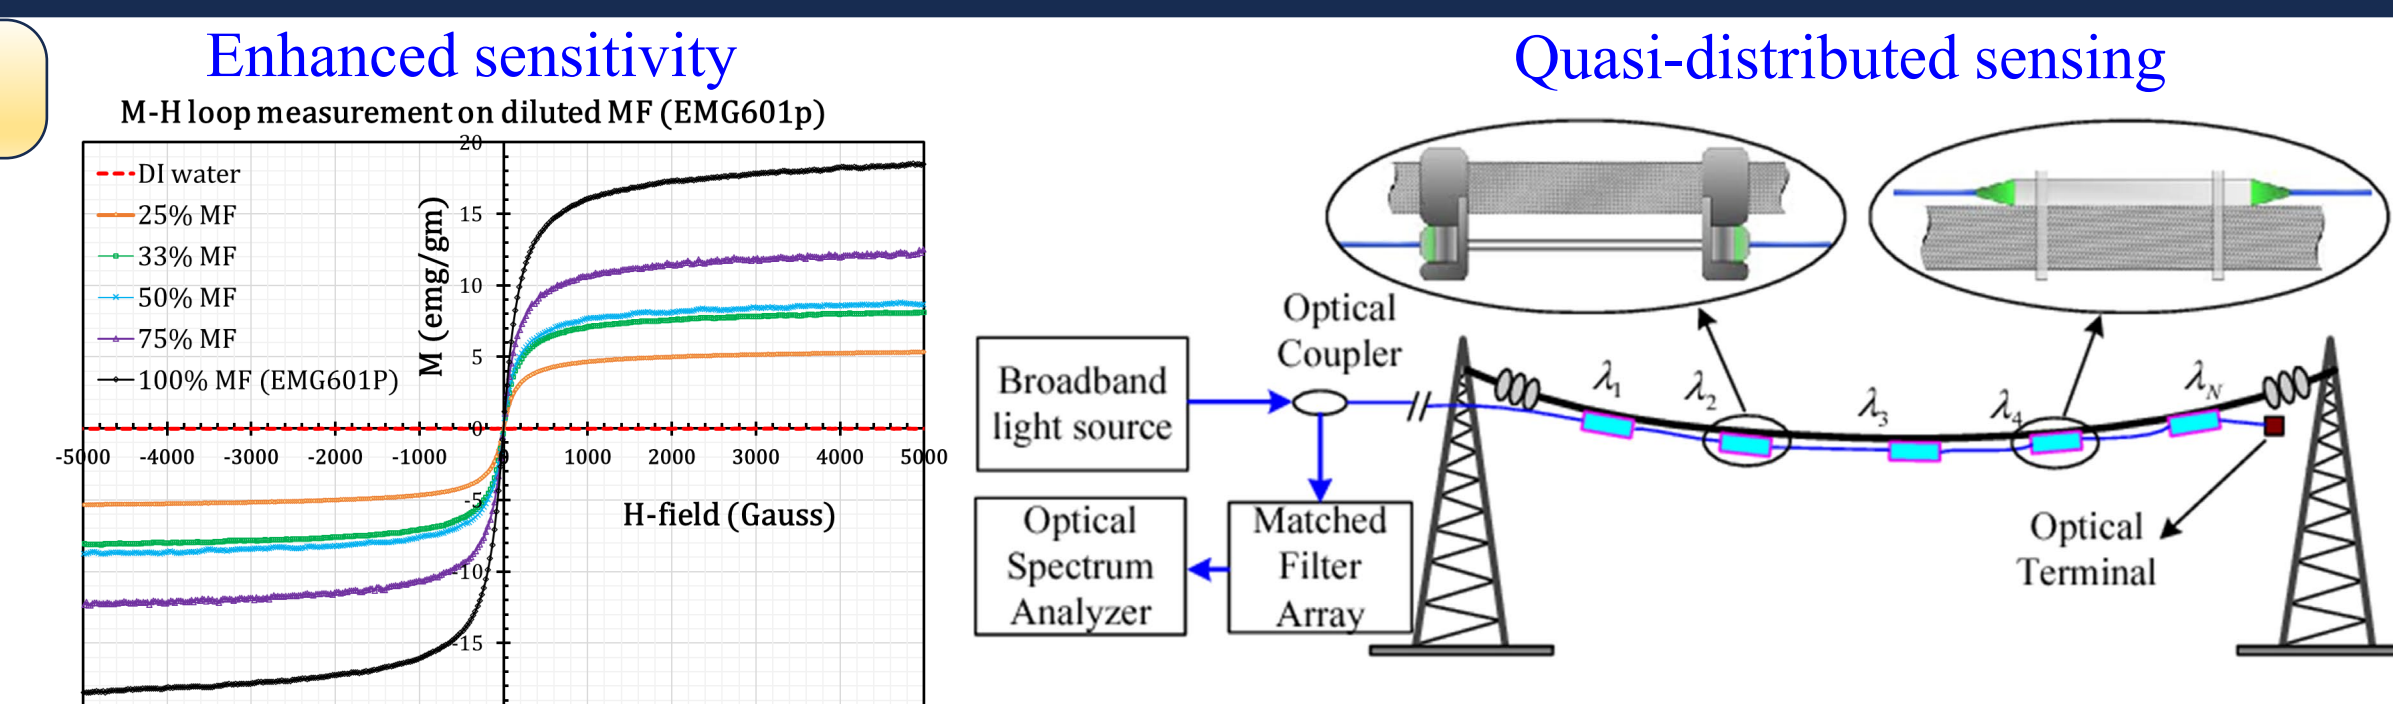 Enhanced sensitivity
M-H loop measurement on diluted MF (EMG601p)
DI water
25% MF
33% MF
50% MF
75% MF
100% MF (EMG601P)
M (emg/gm)
20
15
10
5
0
-5
-10
-15
-5000 -4000 -3000 -2000 -1000 0 1000 2000 3000 4000 5000
H-field (Gauss)
Quasi-distributed sensing
Optical
Coupler
Broadband
light source
Optical
Spectrum
Analyzer
Matched
Filter
Array
λ1 λ2 λ3 λ4 λN
Optical
Terminal